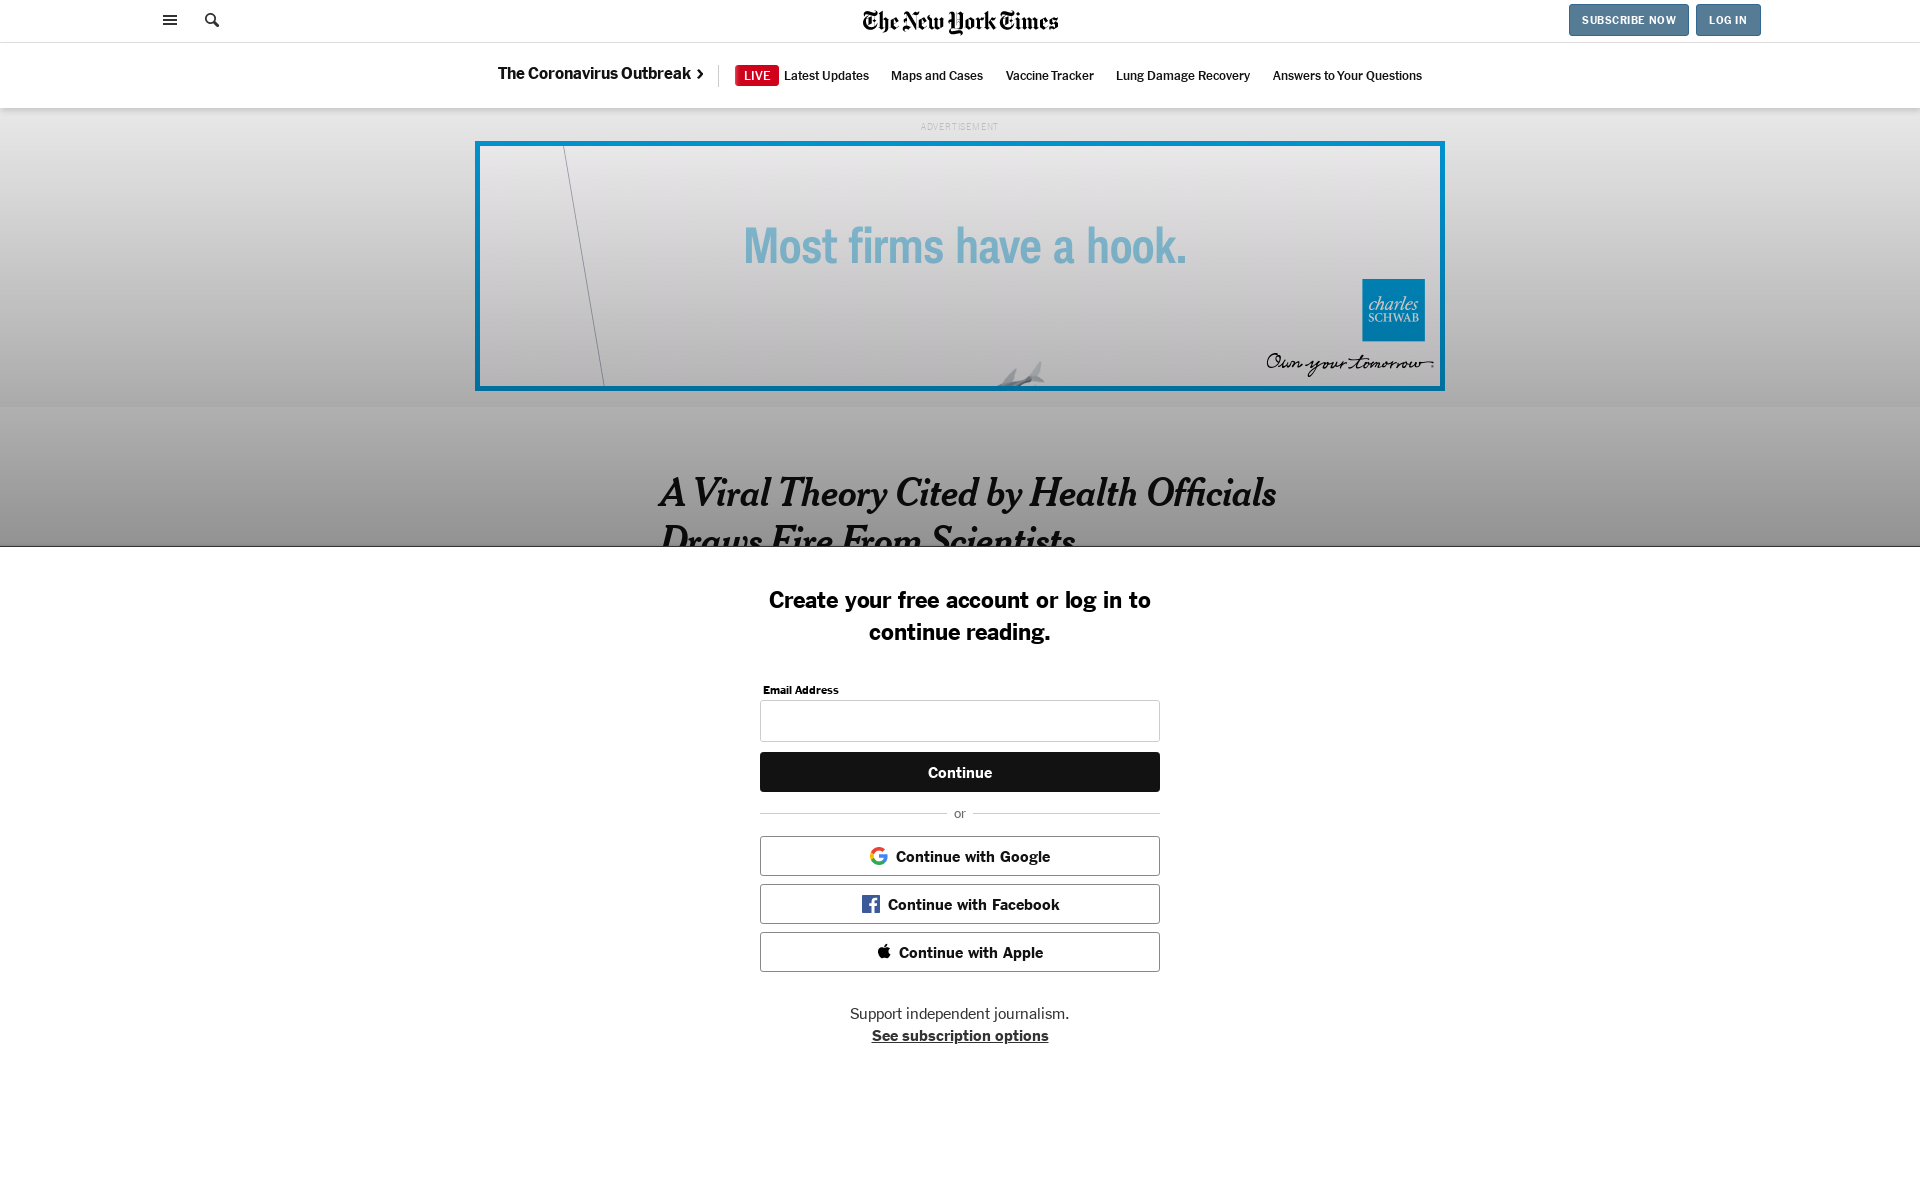 The New York Times
SUBSCRIBE NOW
LOG IN
The Coronavirus Outbreak
LIVE Latest Updates
Maps and Cases
Vaccine Tracker
Lung Damage Recovery
Answers to Your Questions
ADVERTISEMENT
Most firms have a hook.
charles
SCHWAB
Own your tomorrow.
A Viral Theory Cited by Health Officials
Draws Fire From Scientists
Create your free account or log in to
continue reading.
Email Address
Continue
or
Continue with Google
Continue with Facebook
Continue with Apple
Support independent journalism.
See subscription options